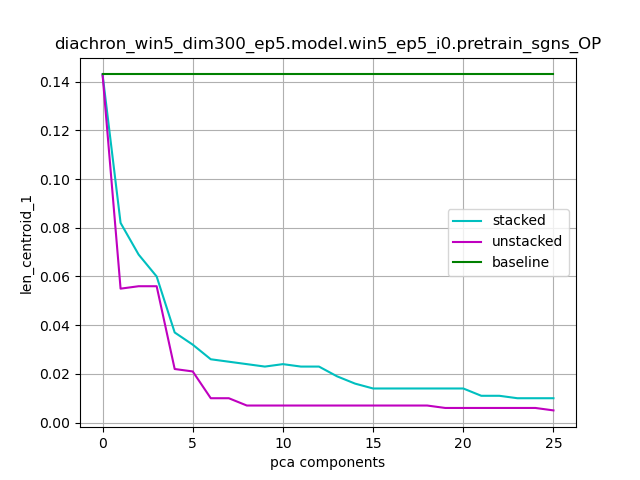 diachron_win5_dim300_ep5.model.win5_ep5_i0.pretrain_sgns_OP
0.14
0.12
0.10
0.08
0.06
0.04
0.02
0.00
len_centroid_1
stacked
unstacked
baseline
0 5 10 15 20 25
pca components